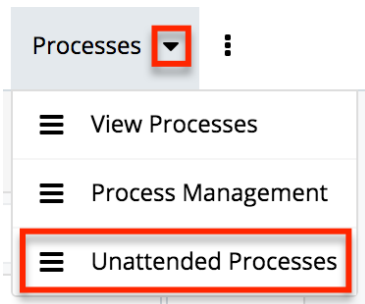 Processes
View Processes
Process Management
Unattended Processes